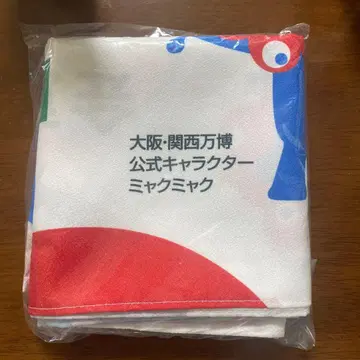 大阪・関西万博
公式キャラクター
ミャクミャク